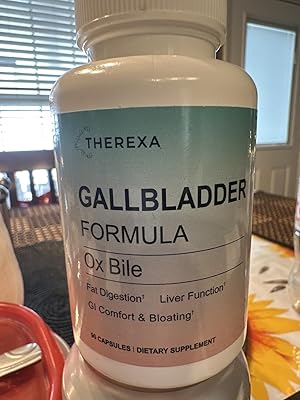 THEREXA
GALLBLADDER
FORMULA
Ox Bile
Fat Digestion† Liver Function†
GI Comfort & Bloating†
90 CAPSULES | DIETARY SUPPLEMENT